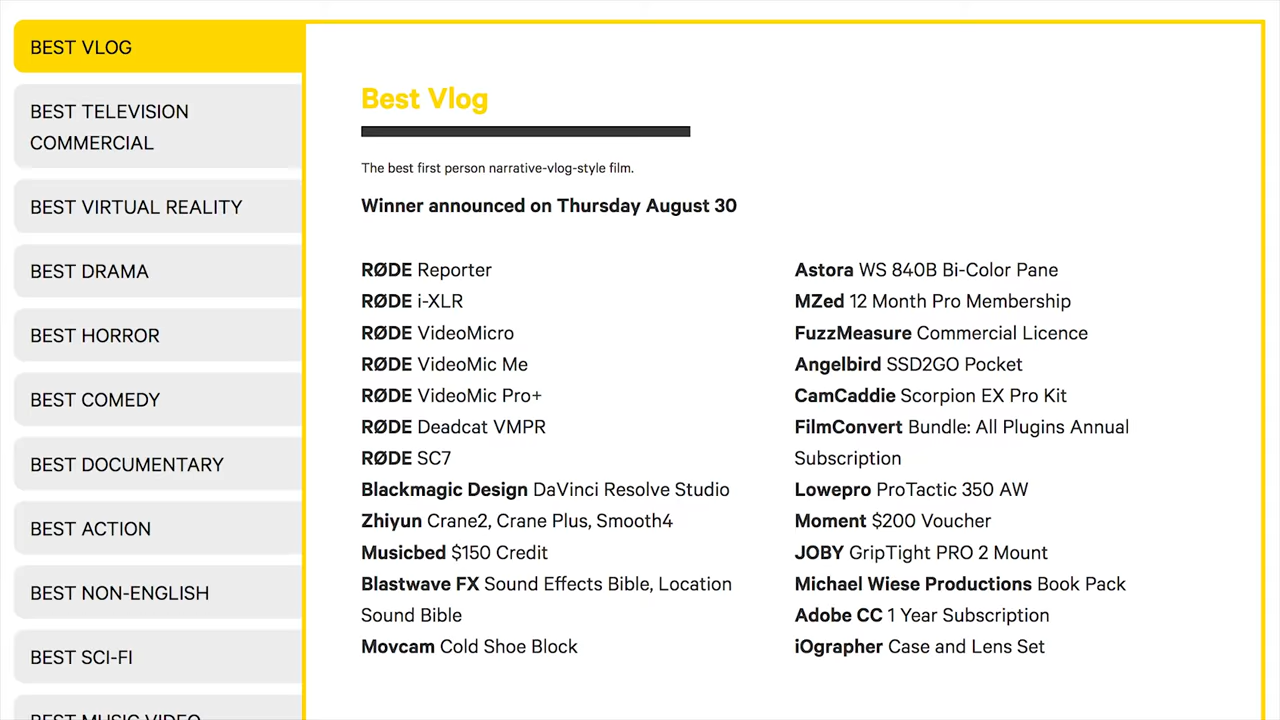 BEST VLOG
BEST TELEVISION
COMMERCIAL
BEST VIRTUAL REALITY
BEST DRAMA
BEST HORROR
BEST COMEDY
BEST DOCUMENTARY
BEST ACTION
BEST NON-ENGLISH
BEST SCI-FI
BEST MUSIC VIDEO
Best Vlog
The best first person narrative-vlog-style film.
Winner announced on Thursday August 30
RØDE Reporter
RØDE i-XLR
RØDE VideoMicro
RØDE VideoMic Me
RØDE VideoMic Pro+
RØDE Deadcat VMPR
RØDE SC7
Blackmagic Design DaVinci Resolve Studio
Zhiyun Crane2, Crane Plus, Smooth4
Musicbed $150 Credit
Blastwave FX Sound Effects Bible, Location
Sound Bible
Movcam Cold Shoe Block
Astora WS 840B Bi-Color Pane
MZed 12 Month Pro Membership
FuzzMeasure Commercial Licence
Angelbird SSD2GO Pocket
CamCaddie Scorpion EX Pro Kit
FilmConvert Bundle: All Plugins Annual
Subscription
Lowepro ProTactic 350 AW
Moment $200 Voucher
JOBY GripTight PRO 2 Mount
Michael Wiese Productions Book Pack
Adobe CC 1 Year Subscription
iOgrapher Case and Lens Set